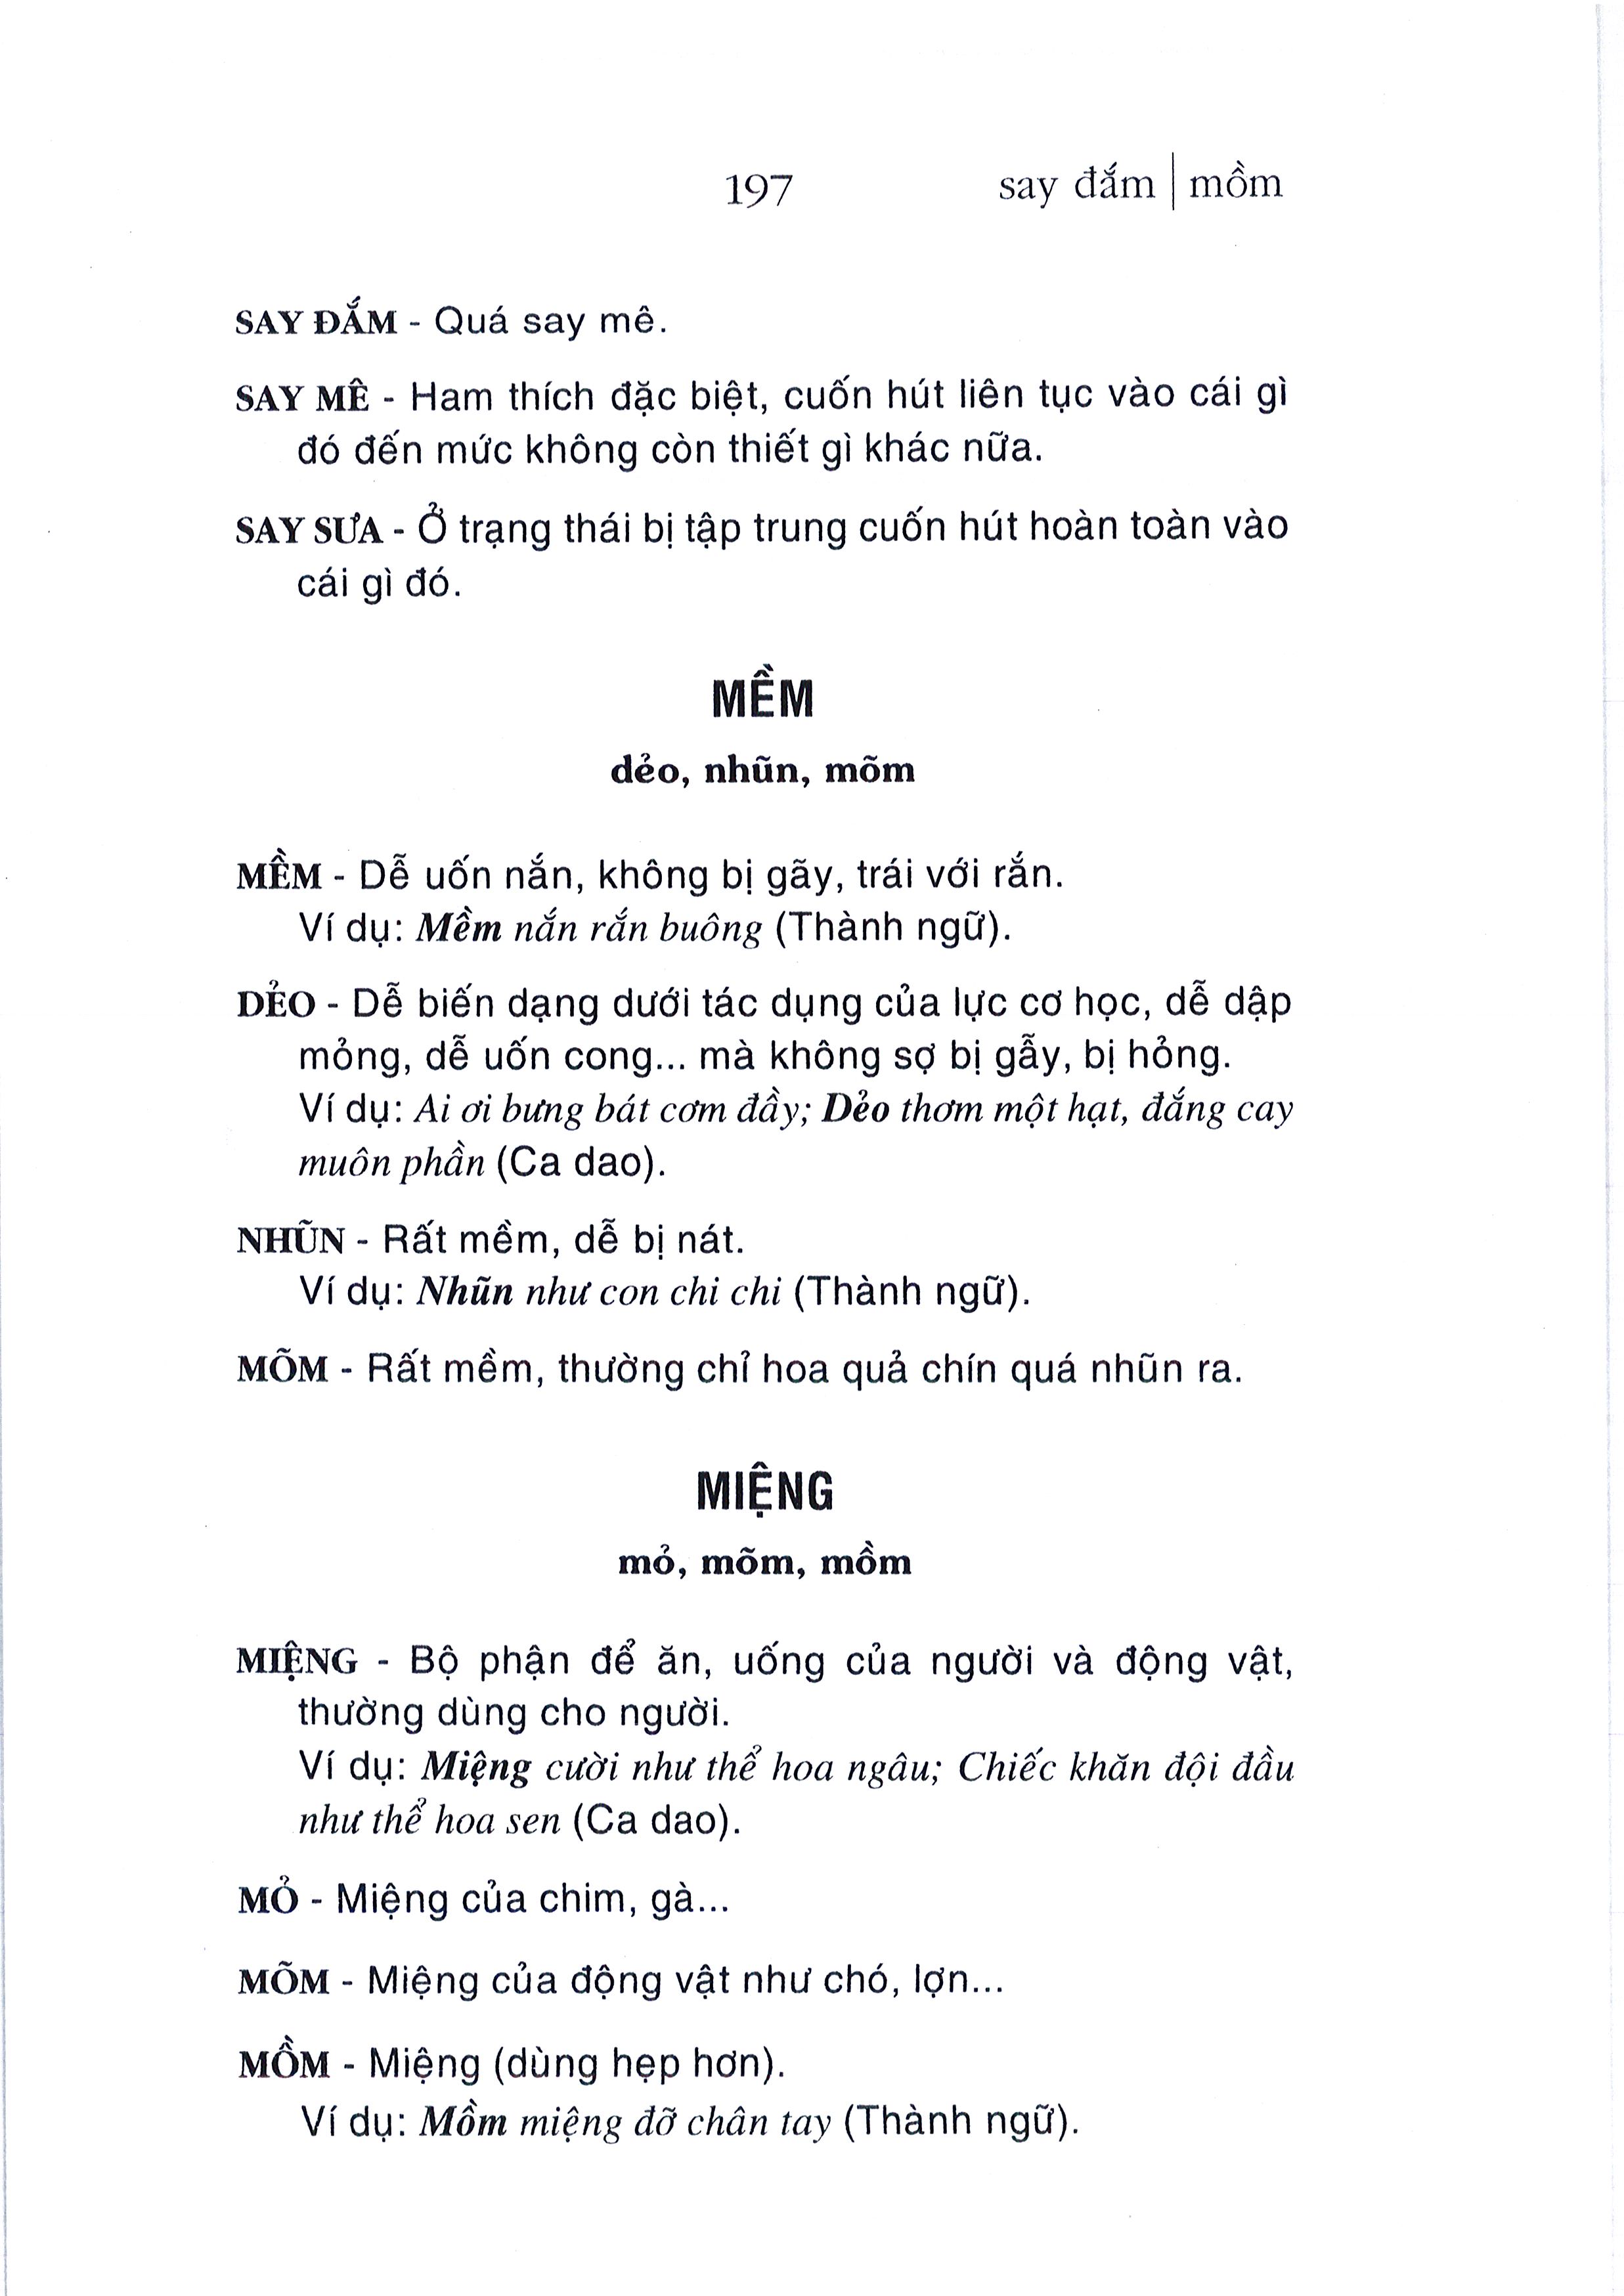 197 say đắm | mồm
SAY ĐẮM - Quá say mê.
SAY MÊ - Ham thích đặc biệt, cuốn hút liên tục vào cái gì
đó đến mức không còn thiết gì khác nữa.
SAY SƯA - Ở trạng thái bị tập trung cuốn hút hoàn toàn vào
cái gì đó.
MỀM
dẻo, nhũn, mõm
MỀM - Dễ uốn nắn, không bị gãy, trái với rắn.
Ví dụ: Mềm nắn rắn buông (Thành ngữ).
DẺO - Dễ biến dạng dưới tác dụng của lực cơ học, dễ dập
mỏng, dễ uốn cong... mà không sợ bị gẫy, bị hỏng.
Ví dụ: Ai ơi bưng bát cơm đầy; Dẻo thơm một hạt, đắng cay
muôn phần (Ca dao).
NHŨN - Rất mềm, dễ bị nát.
Ví dụ: Nhũn như con chi chi (Thành ngữ).
MÕM - Rất mềm, thường chỉ hoa quả chín quá nhũn ra.
MIỆNG
mỏ, mõm, mồm
MIỆNG - Bộ phận để ăn, uống của người và động vật,
thường dùng cho người.
Ví dụ: Miệng cười như thể hoa ngâu; Chiếc khăn đội đầu
như thể hoa sen (Ca dao).
MỎ - Miệng của chim, gà...
MÕM - Miệng của động vật như chó, lợn...
MỒM - Miệng (dùng hẹp hơn).
Ví dụ: Mồm miệng đỡ chân tay (Thành ngữ).